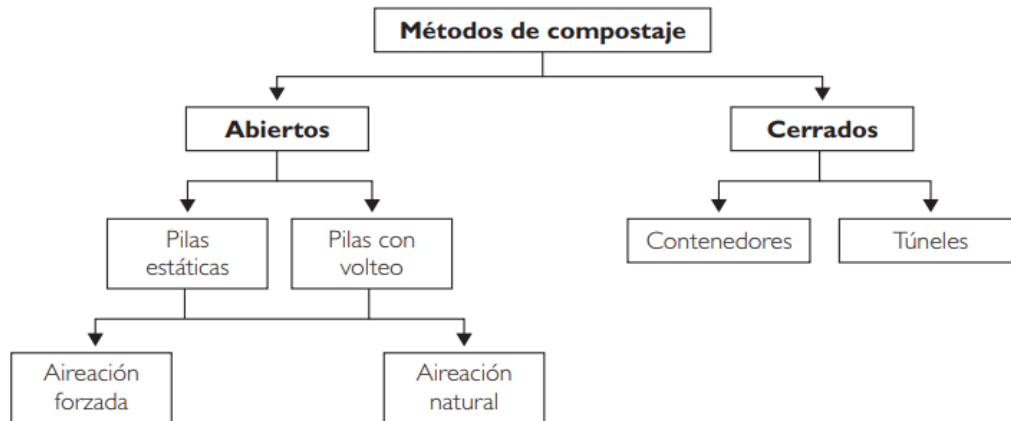 Métodos de compostaje
Abiertos
Cerrados
Pilas
estáticas
Pilas con
volteo
Contenedores
Túneles
Aireación
forzada
Aireación
natural